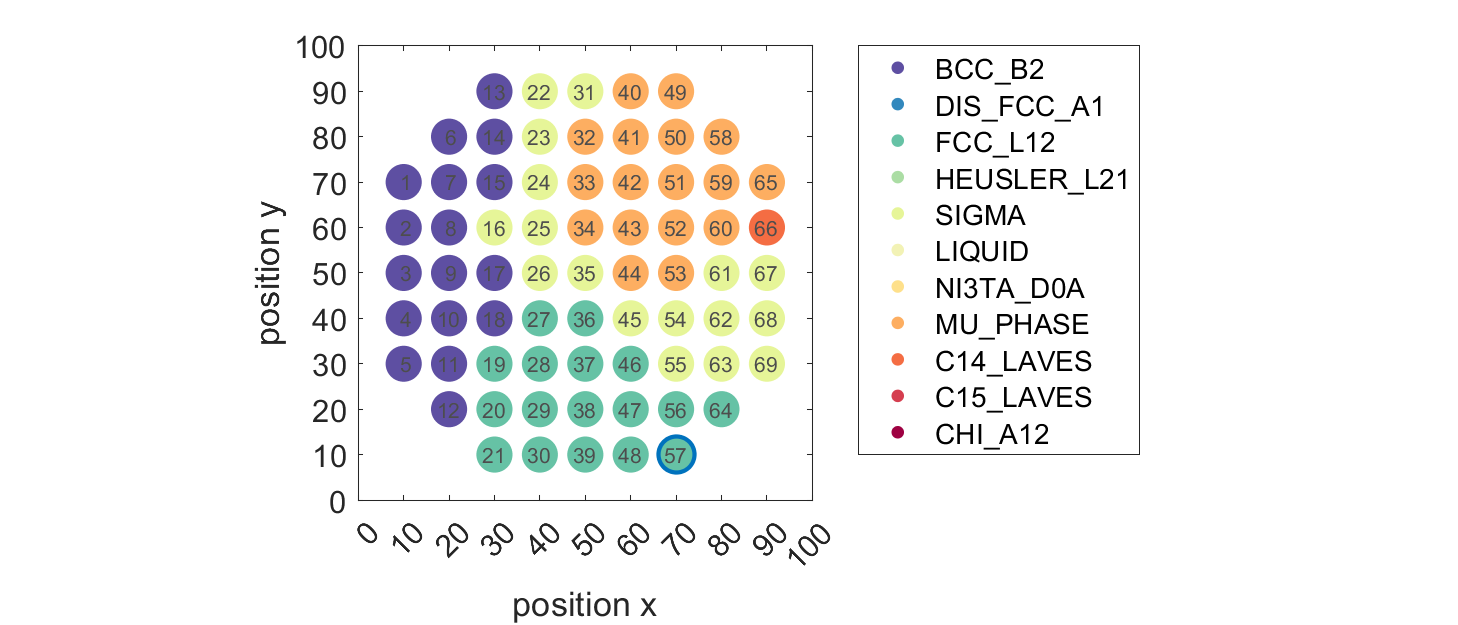 100
90
80
70
60
50
40
30
20
10
0
13 22 31 40 49
6 14 23 32 41 50 58
1 7 15 24 33 42 51 59 65
2 8 16 25 34 43 52 60 66
3 9 17 26 35 44 53 61 67
4 10 18 27 36 45 54 62 68
5 11 19 28 37 46 55 63 69
12 20 29 38 47 56 64
21 30 39 48 57
0 10 20 30 40 50 60 70 80 90 100
position x
position y
BCC_B2
DIS_FCC_A1
FCC_L12
HEUSLER_L21
SIGMA
LIQUID
NI3TA_D0A
MU_PHASE
C14_LAVES
C15_LAVES
CHI_A12